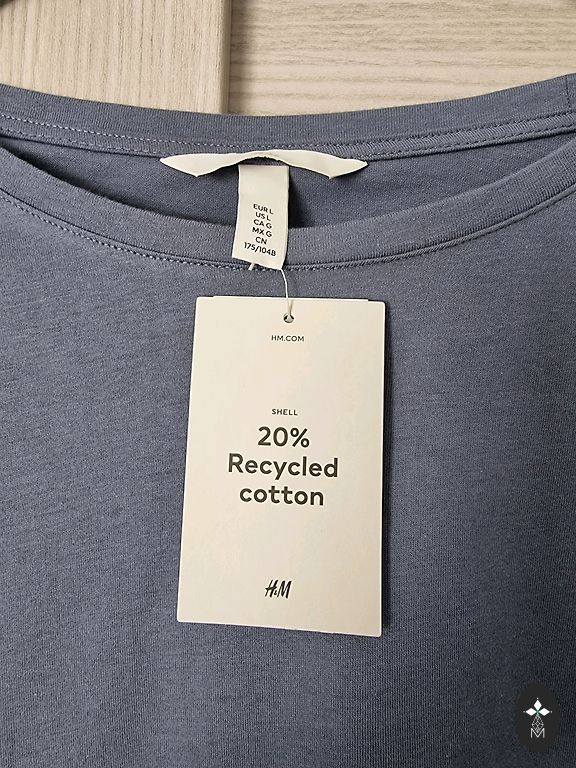 EUR L
US L
CA G
MX G
CN
175/104B
HM.COM
SHELL
20%
Recycled
cotton
H&M
M